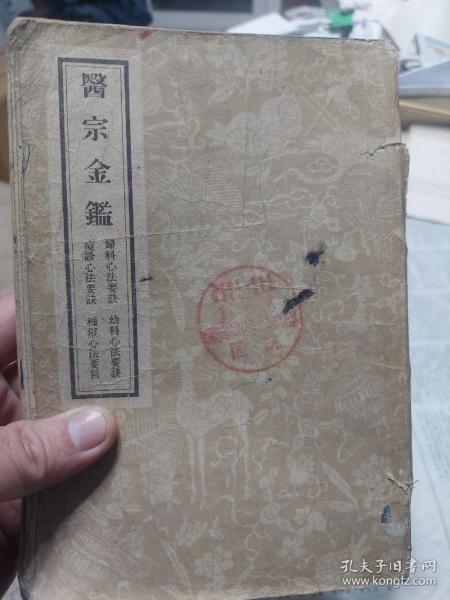 醫宗金鑑
婦科心法要訣　幼科心法要訣
痘疹心法要訣　種痘心法要旨
孔夫子旧书网
www.kongfz.com